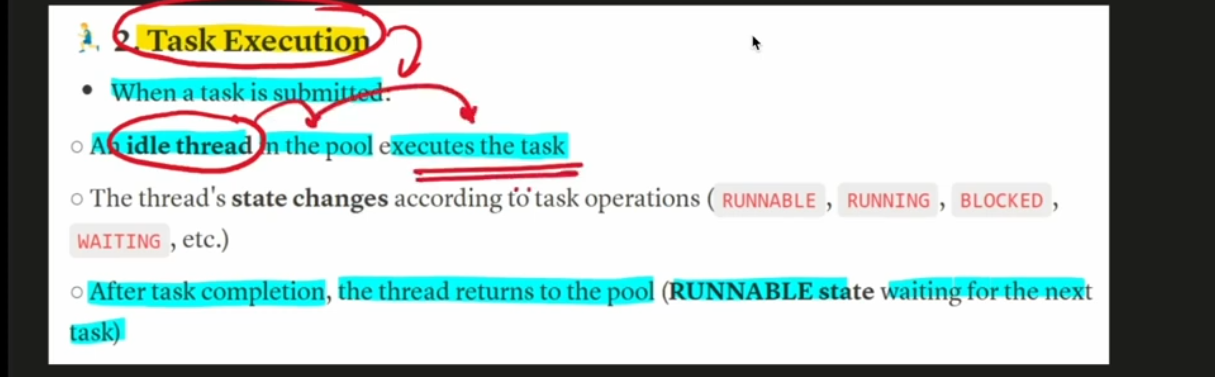 🏃 2. Task Execution
• When a task is submitted:
○ An idle thread in the pool executes the task
○ The thread's state changes according to task operations ( RUNNABLE , RUNNING , BLOCKED ,
WAITING , etc.)
○ After task completion, the thread returns to the pool (RUNNABLE state waiting for the next
task)